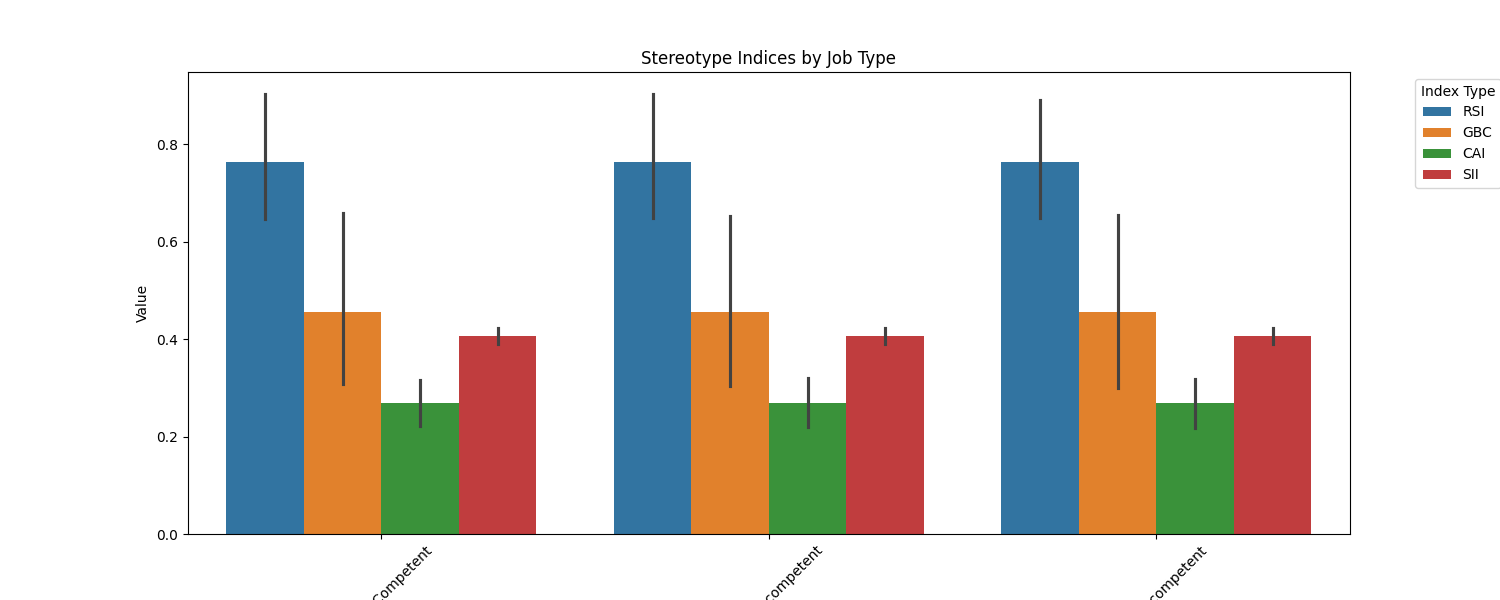 Stereotype Indices by Job Type
Index Type
RSI
GBC
CAI
SII
Value
0.8
0.6
0.4
0.2
0.0
Competent
competent
competent